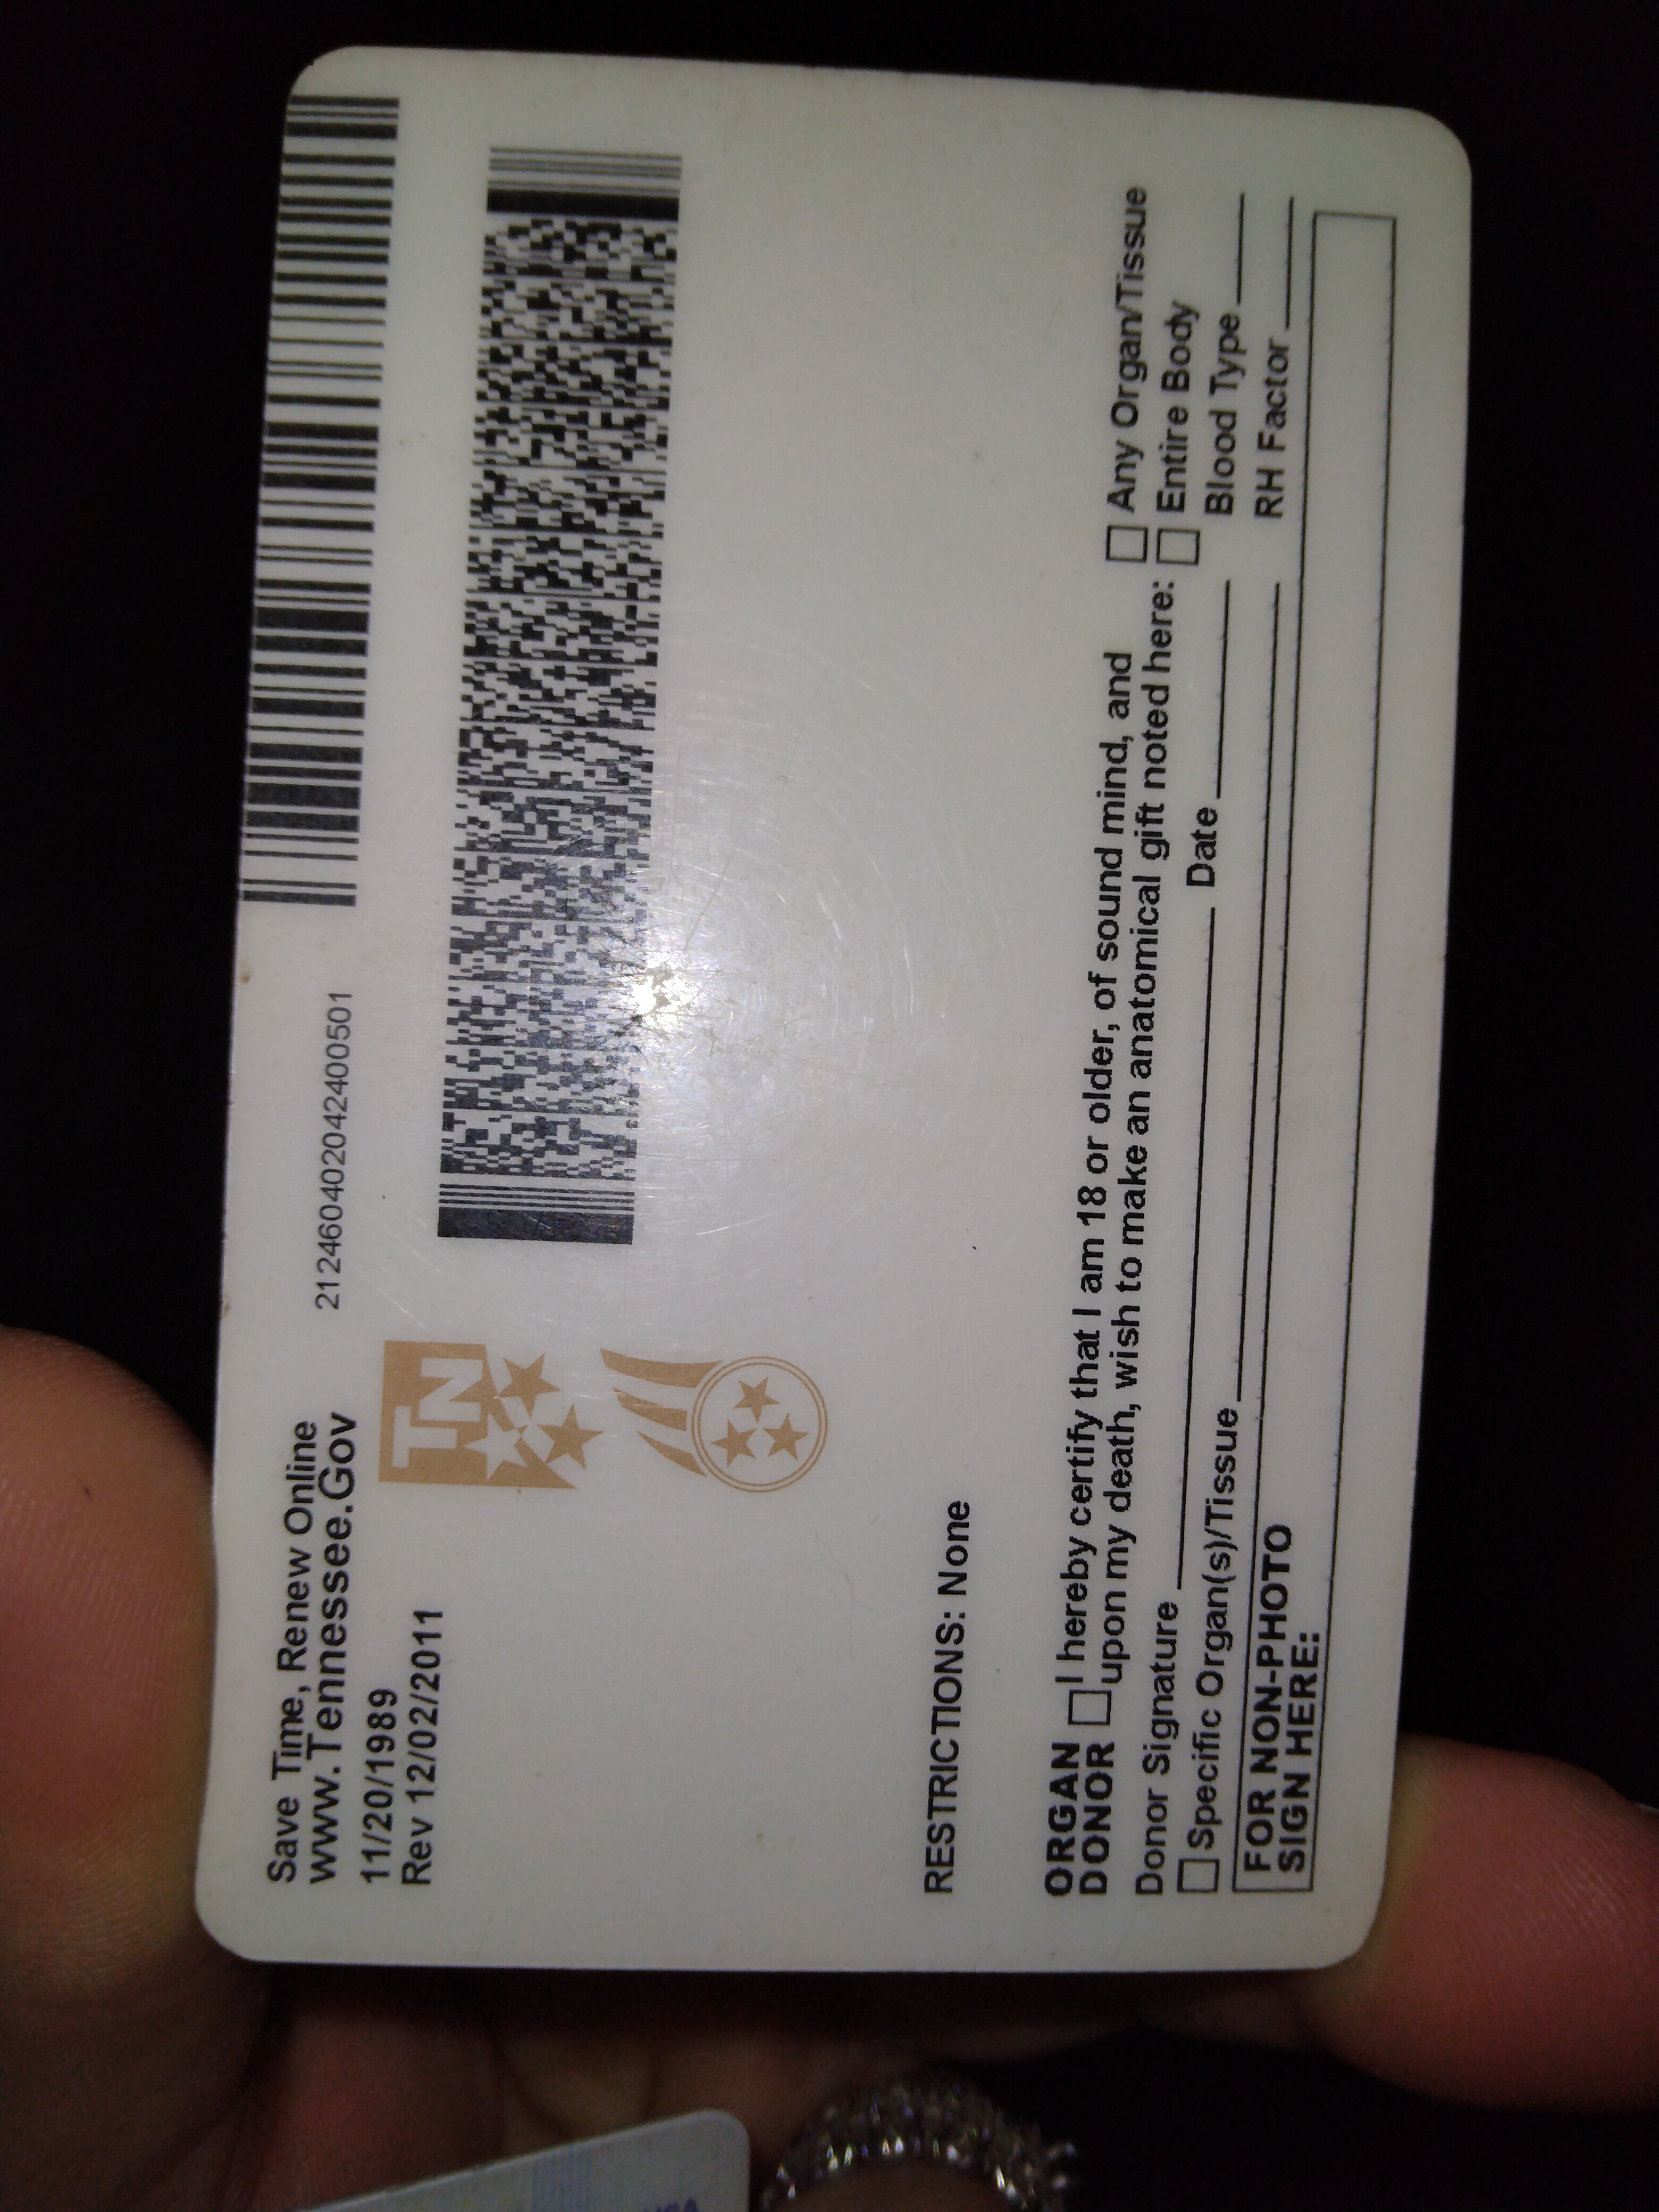 Save Time, Renew Online
www.Tennessee.Gov
212460402042400501
11/20/1989
Rev 12/02/2011
TN
RESTRICTIONS: None
ORGAN DONOR
I hereby certify that I am 18 or older, of sound mind, and
upon my death, wish to make an anatomical gift noted here:
Any Organ/Tissue
Entire Body
Donor Signature Date
Blood Type
Specific Organ(s)/Tissue
RH Factor
FOR NON-PHOTO
SIGN HERE: